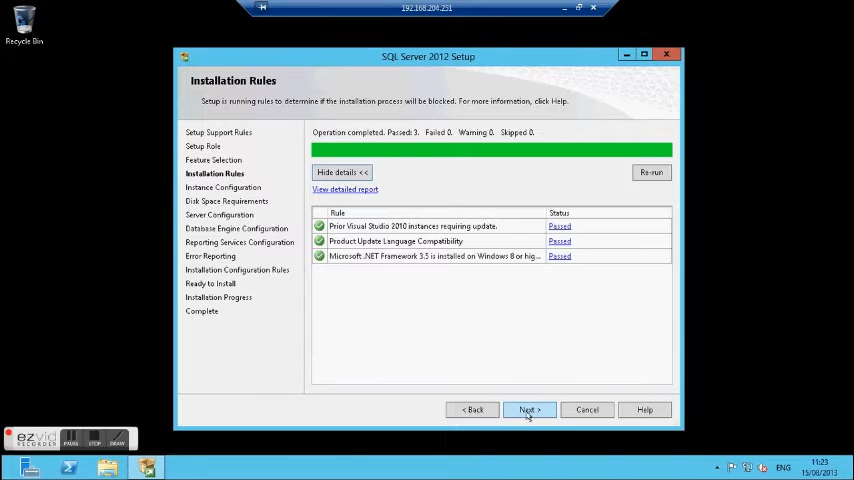 192.168.204.251
Recycle Bin
SQL Server 2012 Setup
Installation Rules
Setup is running rules to determine if the installation process will be blocked. For more information, click Help.
Setup Support Rules
Setup Role
Feature Selection
Installation Rules
Instance Configuration
Disk Space Requirements
Server Configuration
Database Engine Configuration
Reporting Services Configuration
Error Reporting
Installation Configuration Rules
Ready to Install
Installation Progress
Complete
Operation completed. Passed: 3. Failed 0. Warning 0. Skipped 0.
Hide details <<
Re-run
View detailed report
Rule Status
Prior Visual Studio 2010 instances requiring update. Passed
Product Update Language Compatibility Passed
Microsoft .NET Framework 3.5 is installed on Windows 8 or hig... Passed
< Back Next > Cancel Help
ezvid
RECORDER
PAUSE STOP DRAW
ENG
11:23
15/08/2013